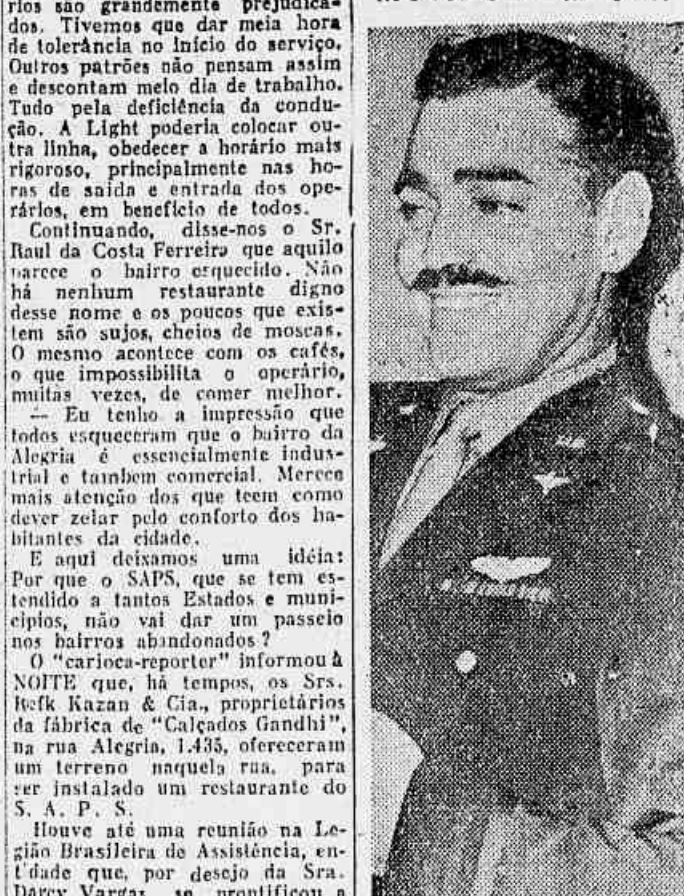 rios são grandemente prejudica-
dos. Tivemos que dar meia hora
de tolerância no início do serviço.
Outros patrões não pensam assim
e descontam meio dia de trabalho.
Tudo pela deficiência da condu-
ção. A Light poderia colocar ou-
tra linha, obedecer a horário mais
rigoroso, principalmente nas ho-
ras de saida e entrada dos ope-
rários, em benefício de todos.
Continuando, disse-nos o Sr.
Raul da Costa Ferreira que aquilo
parece o bairro esquecido. Não
há nenhum restaurante digno
desse nome e os poucos que exis-
tem são sujos, cheios de moscas.
O mesmo acontece com os cafés,
o que impossibilita o operário,
muitas vezes, de comer melhor.
— Eu tenho a impressão que
todos esqueceram que o bairro da
Alegria é essencialmente indus-
trial e tambem comercial. Merece
mais atenção dos que teem como
dever zelar pelo conforto dos ha-
bitantes da cidade.
E aqui deixamos uma idéia:
Por que o SAPS, que se tem es-
tendido a tantos Estados e muni-
cipios, não vai dar um passeio
nos bairros abandonados?
O "carioca-reporter" informou à
NOITE que, há tempos, os Srs.
Refk Kazan & Cia., proprietários
da fábrica de "Calçados Gandhi",
na rua Alegria, 1.435, ofereceram
um terreno naquela rua, para
ser instalado um restaurante do
S. A. P. S.
Houve até uma reunião na Le-
gião Brasileira de Assistência, en-
tidade que, por desejo da Sra.
Darcy Vargas, se prontificou a